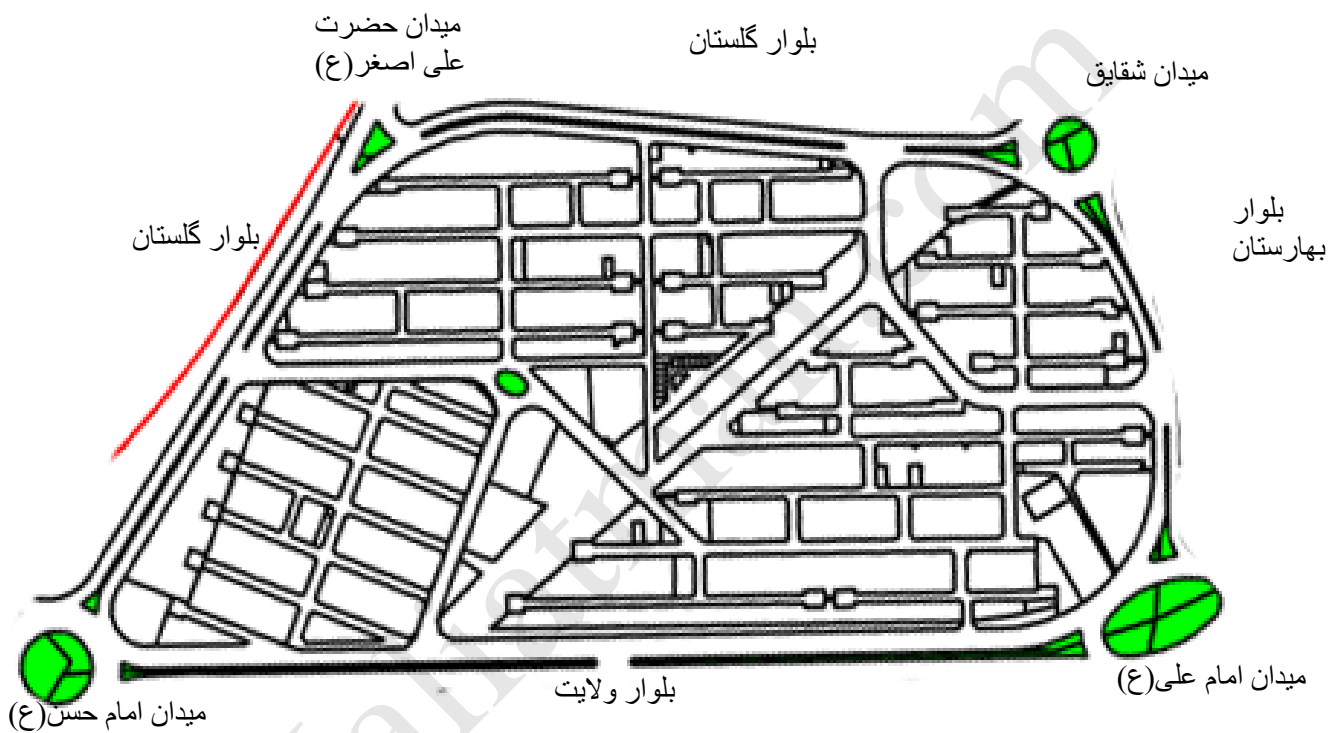 میدان حضرت
علی اصغر(ع)
بلوار گلستان
میدان شقایق
بلوار گلستان
بلوار
بهارستان
بلوار ولایت
میدان امام علی(ع)
میدان امام حسن(ع)